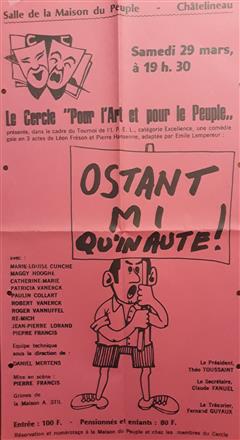 Salle de la Maison du Peuple - Châtelineau
Samedi 29 mars,
à 19 h. 30
Le Cercle "Pour l'Art et pour le Peuple"
présente, dans le cadre du Tournoi de l'I. P. E. L., catégorie Excellence, une comédie
gaie en 3 actes de Léon Fréson et Pierre Hansenne, adaptée par Emile Lempereur :
OSTANT
MI
QU'IN AUTE !
avec :
MARIE-LOUISE CUNCHE
MAGGY HOOGHE
CATHERINE-MARIE
PATRICIA VANERCK
PAULIN COLLART
ROBERT VANERCK
ROGER VANNUFFEL
RE-MICH
JEAN-PIERRE LORAND
PIERRE FRANCIS
Equipe technique
sous la direction de :
DANIEL MERTENS
Mise en scène :
PIERRE FRANCIS
Grimes de
la Maison A. STIL
Le Président,
Théo TOUSSAINT
Le Secrétaire,
Claude FANUEL
Le Trésorier,
Fernand GUYAUX
Entrée : 100 F. - Pensionnés et enfants : 80 F.
Réservation et numérotage à la Maison du Peuple et chez les membres du Cercle